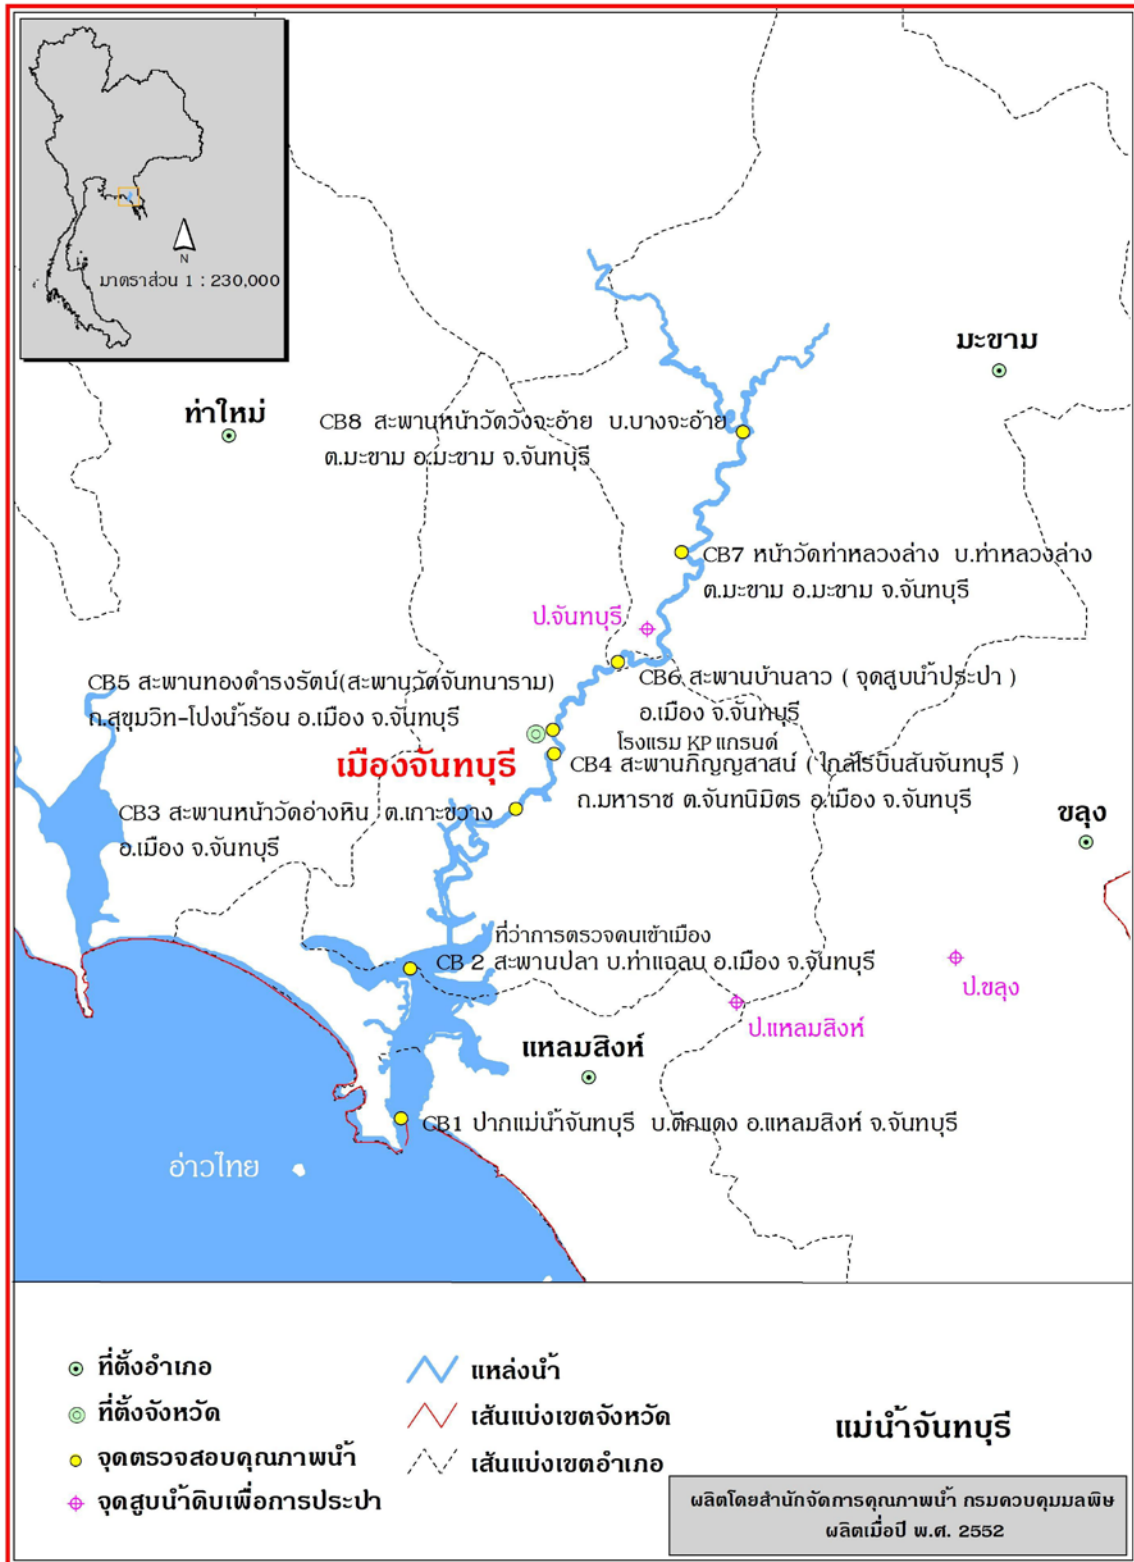 N
มาตราส่วน 1 : 230,000
มะขาม
ท่าใหม่
CB8 สะพานหน้าวัดวังจะอ้าย บ.บางจะอ้าย
ต.มะขาม อ.มะขาม จ.จันทบุรี
CB7 หน้าวัดท่าหลวงล่าง บ.ท่าหลวงล่าง
ต.มะขาม อ.มะขาม จ.จันทบุรี
ป.จันทบุรี
CB5 สะพานทองดำรงรัตน์(สะพานวัดจันทนาราม)
ถ.สุขุมวิท-โป่งน้ำร้อน อ.เมือง จ.จันทบุรี
CB6 สะพานบ้านลาว ( จุดสูบน้ำประปา )
อ.เมือง จ.จันทบุรี
โรงแรม KP แกรนด์
เมืองจันทบุรี
CB4 สะพานภิญญสาสน์ ( ใกล้โรบินสันจันทบุรี )
ถ.มหาราช ต.จันทนิมิตร อ.เมือง จ.จันทบุรี
CB3 สะพานหน้าวัดอ่างหิน ต.เกาะขวาง
อ.เมือง จ.จันทบุรี
ขลุง
ที่ว่าการตรวจคนเข้าเมือง
CB 2 สะพานปลา บ.ท่าแฉลบ อ.เมือง จ.จันทบุรี
ป.ขลุง
ป.แหลมสิงห์
แหลมสิงห์
CB1 ปากแม่น้ำจันทบุรี บ.ตึกแดง อ.แหลมสิงห์ จ.จันทบุรี
อ่าวไทย
ที่ตั้งอำเภอ
ที่ตั้งจังหวัด
จุดตรวจสอบคุณภาพน้ำ
จุดสูบน้ำดิบเพื่อการประปา
แหล่งน้ำ
เส้นแบ่งเขตจังหวัด
เส้นแบ่งเขตอำเภอ
แม่น้ำจันทบุรี
ผลิตโดยสำนักจัดการคุณภาพน้ำ กรมควบคุมมลพิษ
ผลิตเมื่อปี พ.ศ. 2552